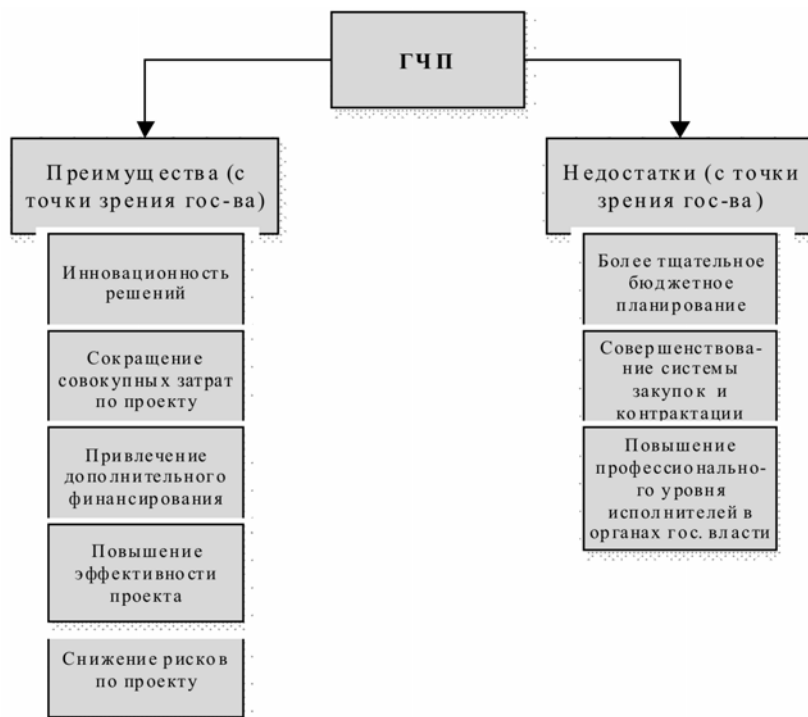 ГЧП
Преимущества (с
точки зрения гос-ва)
Инновационность
решений
Сокращение
совокупных затрат
по проекту
Привлечение
дополнительного
финансирования
Повышение
эффективности
проекта
Снижение рисков
по проекту
Недостатки (с точки
зрения гос-ва)
Более тщательное
бюджетное
планирование
Совершенствова-
ние системы
закупок и
контрактации
Повышение
профессионально-
го уровня
исполнителей в
органах гос. власти